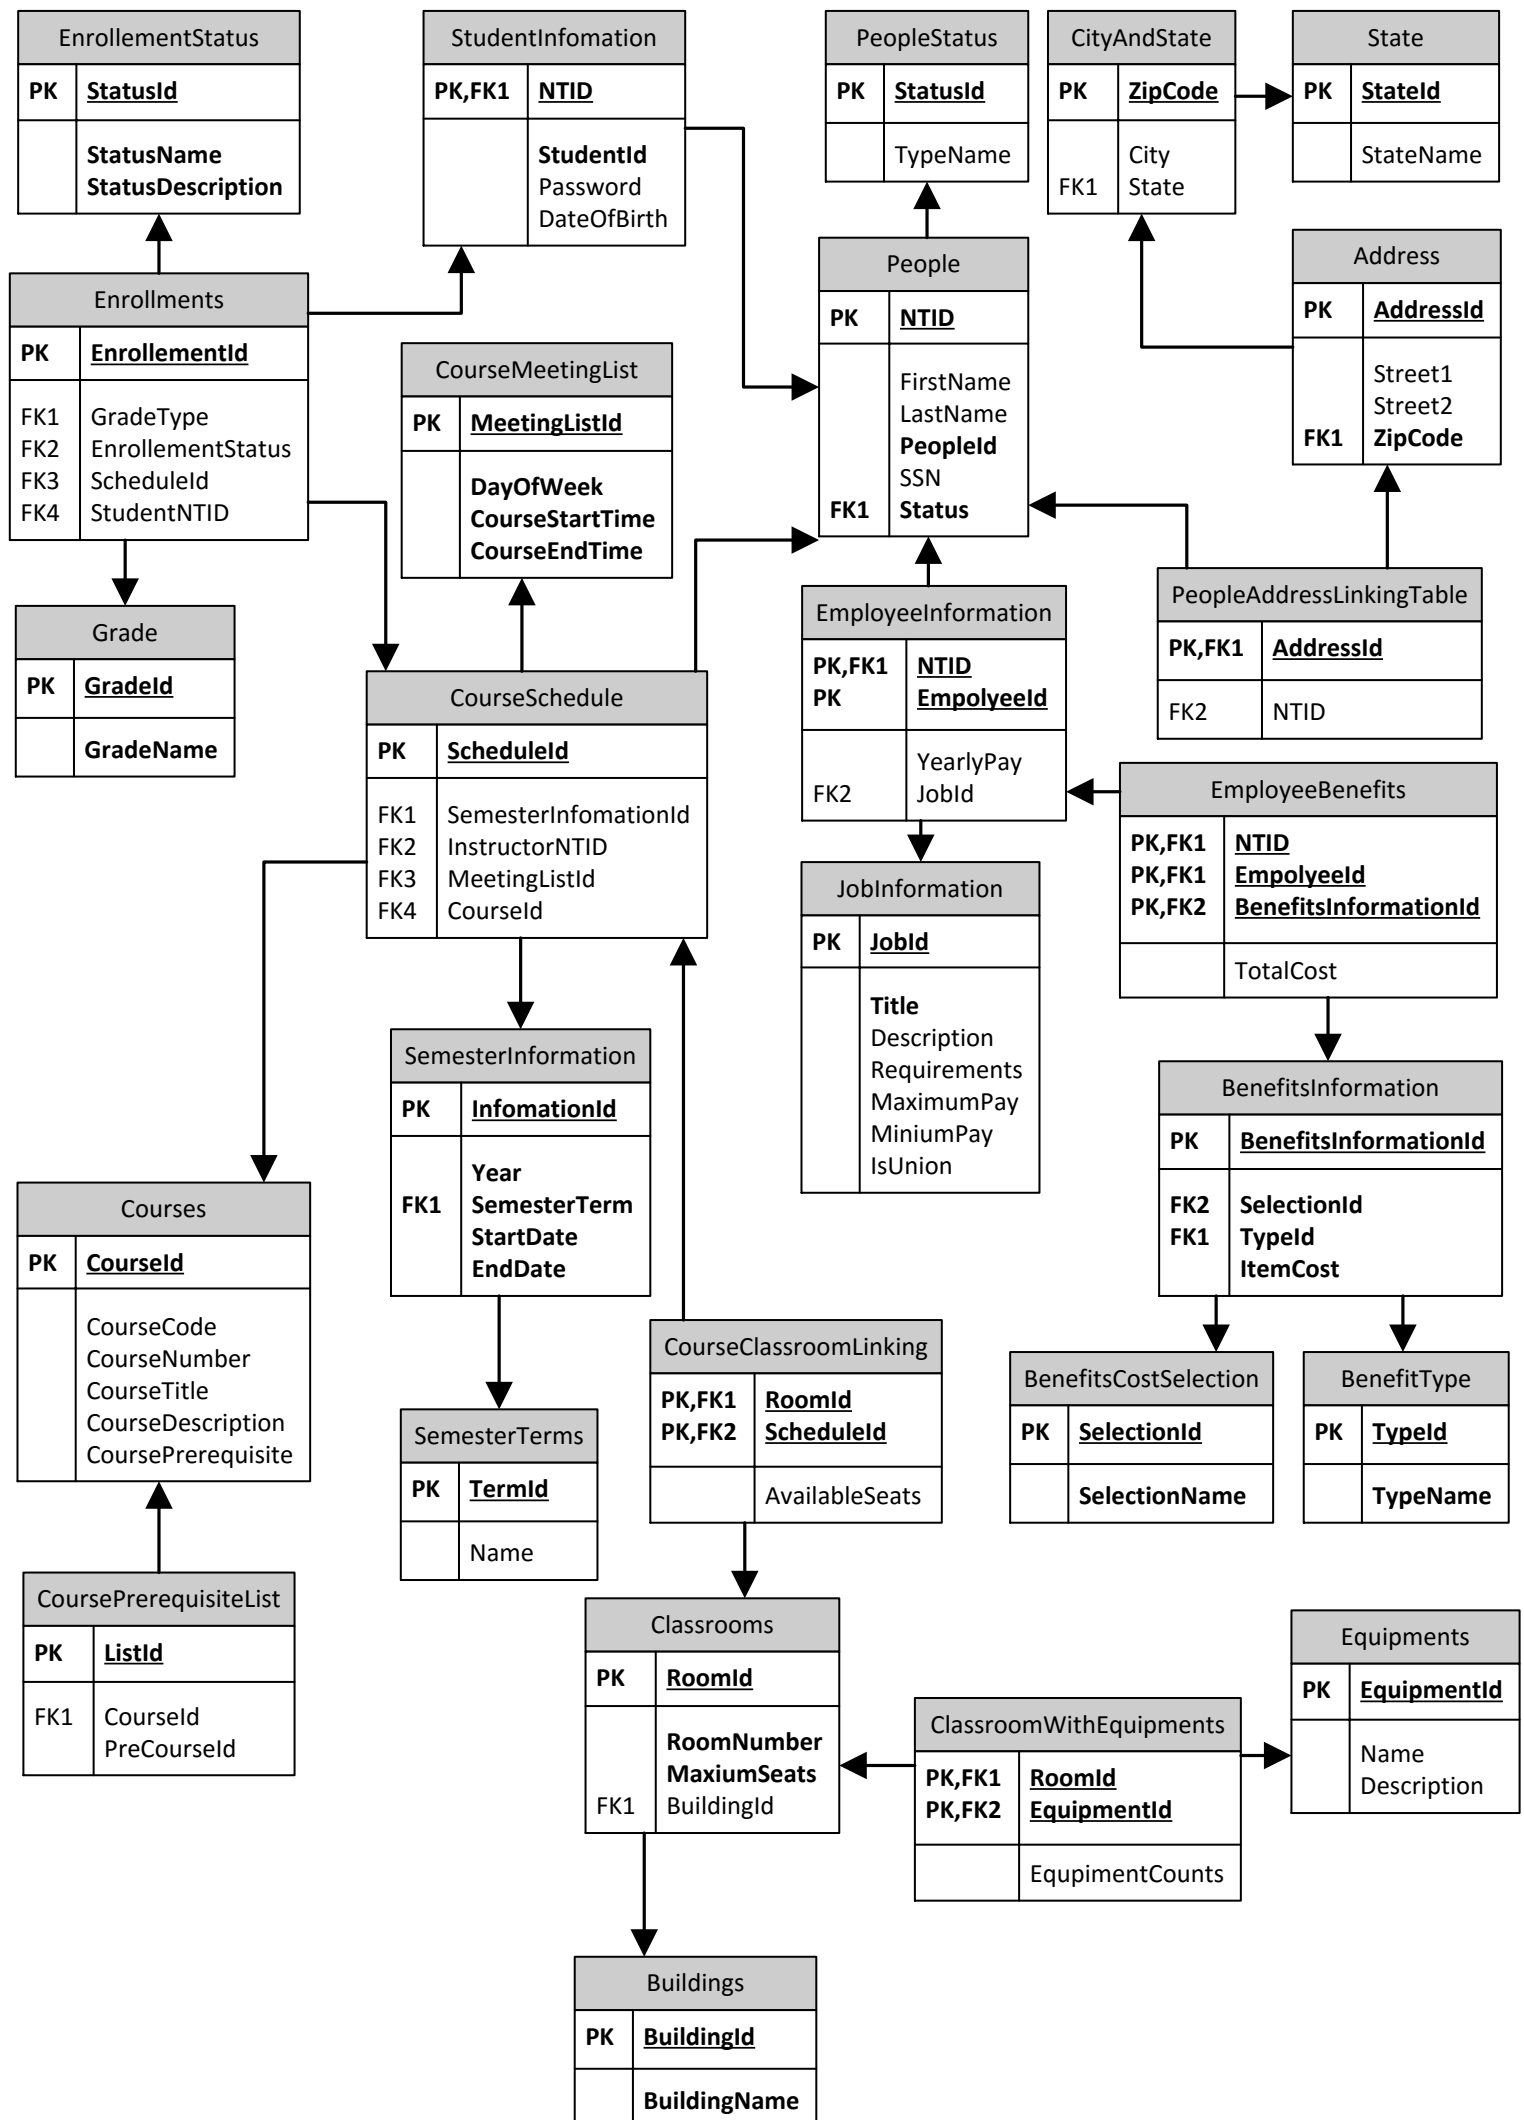 EnrollementStatus
PK StatusId
StatusName
StatusDescription
StudentInfomation
PK,FK1 NTID
StudentId
Password
DateOfBirth
PeopleStatus
PK StatusId
TypeName
CityAndState
PK ZipCode
City
FK1 State
State
PK StateId
StateName
Enrollments
PK EnrollementId
FK1 GradeType
FK2 EnrollementStatus
FK3 ScheduleId
FK4 StudentNTID
People
PK NTID
FirstName
LastName
PeopleId
SSN
FK1 Status
Address
PK AddressId
Street1
Street2
FK1 ZipCode
CourseMeetingList
PK MeetingListId
DayOfWeek
CourseStartTime
CourseEndTime
Grade
PK GradeId
GradeName
CourseSchedule
PK ScheduleId
FK1 SemesterInfomationId
FK2 InstructorNTID
FK3 MeetingListId
FK4 CourseId
EmployeeInformation
PK,FK1 NTID
PK EmpolyeeId
YearlyPay
FK2 JobId
PeopleAddressLinkingTable
PK,FK1 AddressId
FK2 NTID
EmployeeBenefits
PK,FK1 NTID
PK,FK1 EmpolyeeId
PK,FK2 BenefitsInformationId
TotalCost
JobInformation
PK JobId
Title
Description
Requirements
MaximumPay
MiniumPay
IsUnion
SemesterInformation
PK InfomationId
Year
FK1 SemesterTerm
StartDate
EndDate
BenefitsInformation
PK BenefitsInformationId
FK2 SelectionId
FK1 TypeId
ItemCost
Courses
PK CourseId
CourseCode
CourseNumber
CourseTitle
CourseDescription
CoursePrerequisite
CourseClassroomLinking
PK,FK1 RoomId
PK,FK2 ScheduleId
AvailableSeats
BenefitsCostSelection
PK SelectionId
SelectionName
BenefitType
PK TypeId
TypeName
SemesterTerms
PK TermId
Name
CoursePrerequisiteList
PK ListId
FK1 CourseId
PreCourseId
Classrooms
PK RoomId
RoomNumber
MaxiumSeats
FK1 BuildingId
ClassroomWithEquipments
PK,FK1 RoomId
PK,FK2 EquipmentId
EqupimentCounts
Equipments
PK EquipmentId
Name
Description
Buildings
PK BuildingId
BuildingName